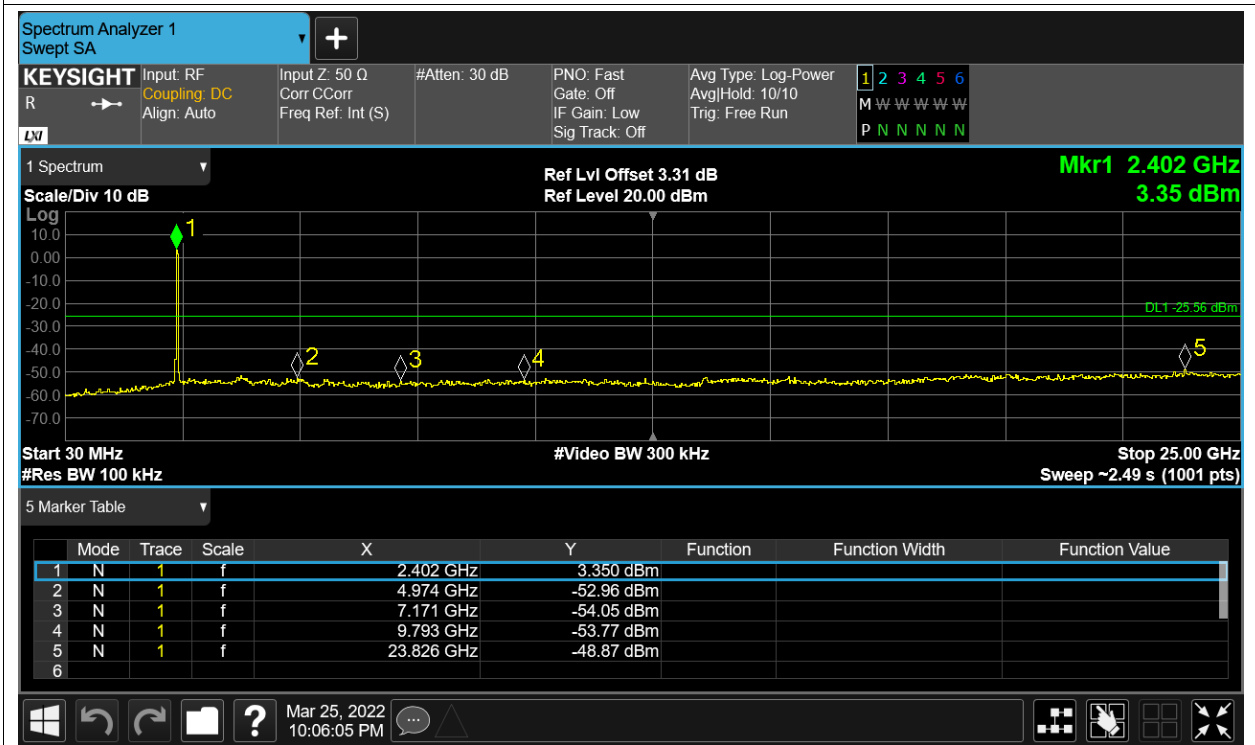 Spectrum Analyzer 1
Swept SA
KEYSIGHT
R
LXI
Input: RF
Coupling: DC
Align: Auto
Input Z: 50 Ω
Corr CCorr
Freq Ref: Int (S)
#Atten: 30 dB
PNO: Fast
Gate: Off
IF Gain: Low
Sig Track: Off
Avg Type: Log-Power
Avg|Hold: 10/10
Trig: Free Run
1 2 3 4 5 6
M W W W W W
P N N N N N
1 Spectrum
Scale/Div 10 dB
Ref Lvl Offset 3.31 dB
Ref Level 20.00 dBm
Mkr1 2.402 GHz
3.35 dBm
Log
10.0
0.00
-10.0
-20.0
-30.0
-40.0
-50.0
-60.0
-70.0
1
2
3
4
5
DL1 -25.56 dBm
Start 30 MHz
#Video BW 300 kHz
Stop 25.00 GHz
#Res BW 100 kHz
Sweep ~2.49 s (1001 pts)
5 Marker Table
Mode Trace Scale X Y Function Function Width Function Value
1 N 1 f 2.402 GHz 3.350 dBm
2 N 1 f 4.974 GHz -52.96 dBm
3 N 1 f 7.171 GHz -54.05 dBm
4 N 1 f 9.793 GHz -53.77 dBm
5 N 1 f 23.826 GHz -48.87 dBm
6
?
Mar 25, 2022
10:06:05 PM